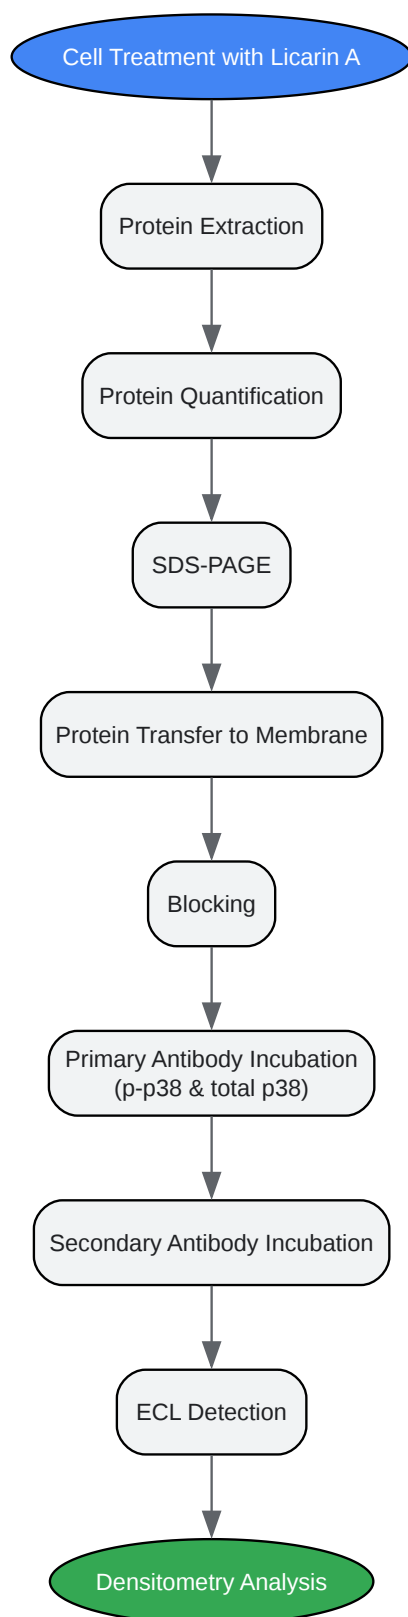 Cell Treatment with Licarin A
Protein Extraction
Protein Quantification
SDS-PAGE
Protein Transfer to Membrane
Blocking
Primary Antibody Incubation
(p-p38 & total p38)
Secondary Antibody Incubation
ECL Detection
Densitometry Analysis